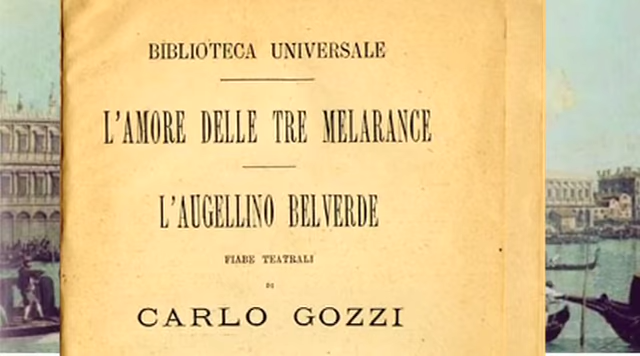 BIBLIOTECA UNIVERSALE
L'AMORE DELLE TRE MELARANCE
L'AUGELLINO BELVERDE
FIABE TEATRALI
DI
CARLO GOZZI